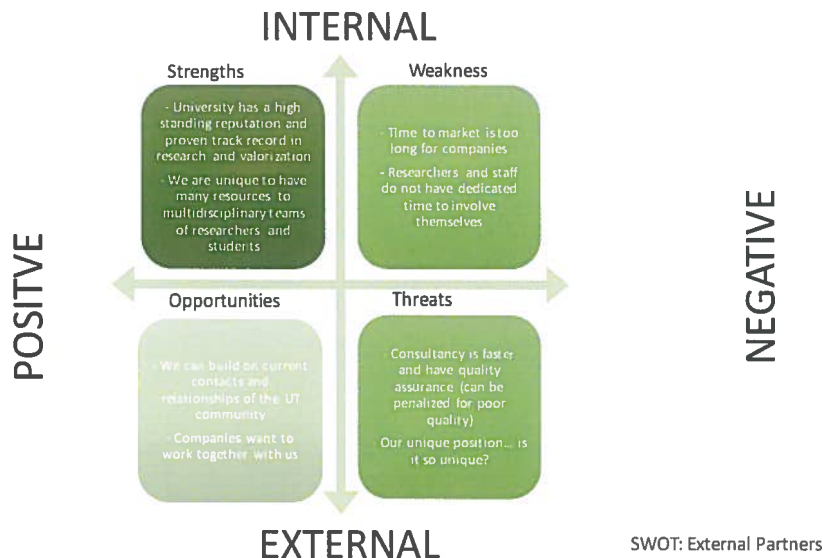 INTERNAL
Strengths
Weakness
- University has a high
standing reputation and
proven track record in
research and valorization
- We are unique to have
many resources to
multidisciplinary teams
of researchers and
students
- Time to market is too
long for companies
- Researchers and staff
do not have dedicated
time to involve
themselves
POSITVE
NEGATIVE
Opportunities
Threats
- We can build on current
contacts and
relationships of the UT
community
- Companies want to
work together with us
- Consultancy is faster
and have quality
assurance (can be
penalized for poor
quality)
- Our unique position... is
it so unique?
EXTERNAL
SWOT: External Partners